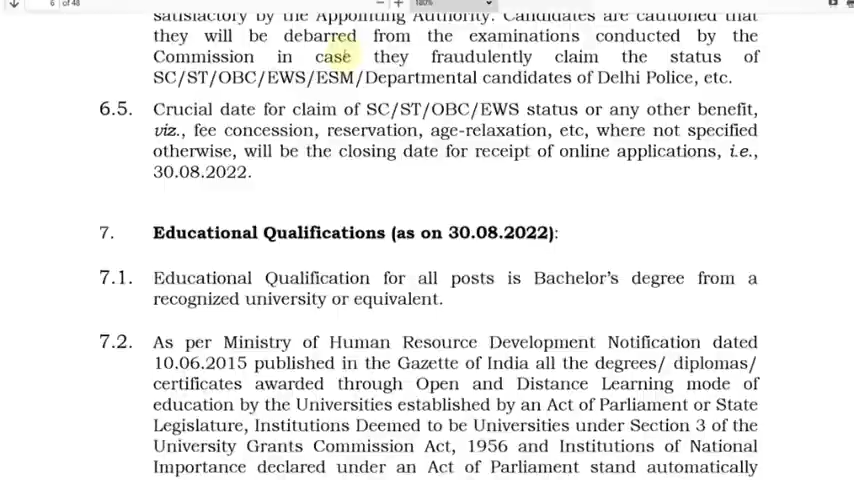 6 of 48
180%
satisfactory by the Appointing Authority. Candidates are cautioned that
they will be debarred from the examinations conducted by the
Commission in case they fraudulently claim the status of
SC/ST/OBC/EWS/ESM/Departmental candidates of Delhi Police, etc.
6.5. Crucial date for claim of SC/ST/OBC/EWS status or any other benefit,
viz., fee concession, reservation, age-relaxation, etc, where not specified
otherwise, will be the closing date for receipt of online applications, i.e.,
30.08.2022.
7. Educational Qualifications (as on 30.08.2022):
7.1. Educational Qualification for all posts is Bachelor’s degree from a
recognized university or equivalent.
7.2. As per Ministry of Human Resource Development Notification dated
10.06.2015 published in the Gazette of India all the degrees/ diplomas/
certificates awarded through Open and Distance Learning mode of
education by the Universities established by an Act of Parliament or State
Legislature, Institutions Deemed to be Universities under Section 3 of the
University Grants Commission Act, 1956 and Institutions of National
Importance declared under an Act of Parliament stand automatically